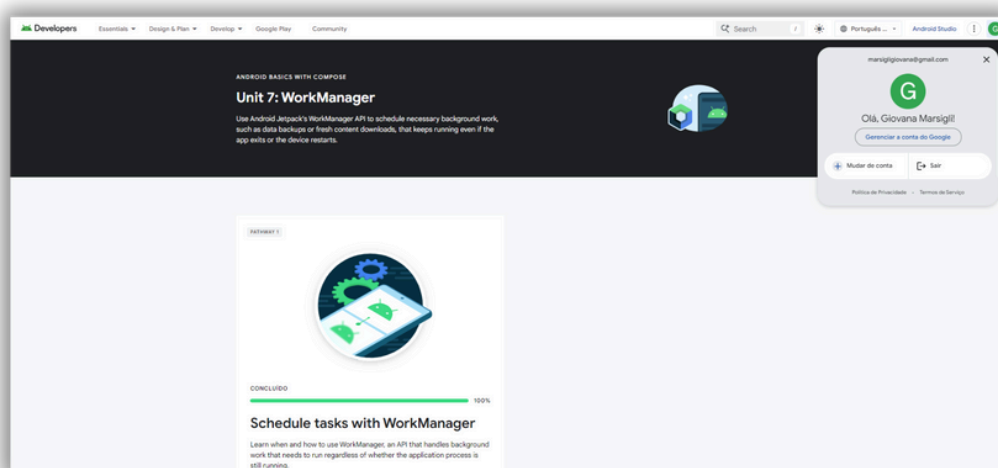 Developers
Essentials
Design & Plan
Develop
Google Play
Community
Search
/
Português ...
Android Studio
G
marsigligiovana@gmail.com
G
Olá, Giovana Marsigli!
Gerenciar a conta do Google
Mudar de conta
Sair
Política de Privacidade
Termos de Serviço
ANDROID BASICS WITH COMPOSE
Unit 7: WorkManager
Use Android Jetpack's WorkManager API to schedule necessary background work,
such as data backups or fresh content downloads, that keeps running even if the
app exits or the device restarts.
PATHWAY 1
CONCLUÍDO
100%
Schedule tasks with WorkManager
Learn when and how to use WorkManager, an API that handles background
work that needs to run regardless of whether the application process is
still running.